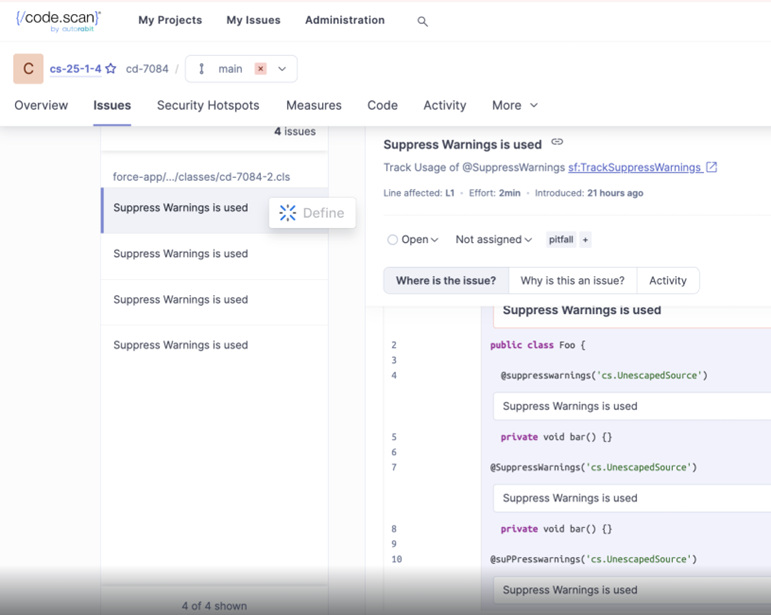 {/code.scan}*
by autorabit
My Projects My Issues Administration
C cs-25-1-4 cd-7084 / main
Overview Issues Security Hotspots Measures Code Activity More
4 issues
force-app/.../classes/cd-7084-2.cls
Suppress Warnings is used
Define
Suppress Warnings is used
Suppress Warnings is used
Suppress Warnings is used
4 of 4 shown
Suppress Warnings is used
Track Usage of @SuppressWarnings sf:TrackSuppressWarnings
Line affected: L1 · Effort: 2min · Introduced: 21 hours ago
Open Not assigned pitfall +
Where is the issue? Why is this an issue? Activity
Suppress Warnings is used
2 public class Foo {
3
4 @suppresswarnings('cs.UnescapedSource')
Suppress Warnings is used
5 private void bar() {}
6
7 @SuppressWarnings('cs.UnescapedSource')
Suppress Warnings is used
8 private void bar() {}
9
10 @suPPresswarnings('cs.UnescapedSource')
Suppress Warnings is used